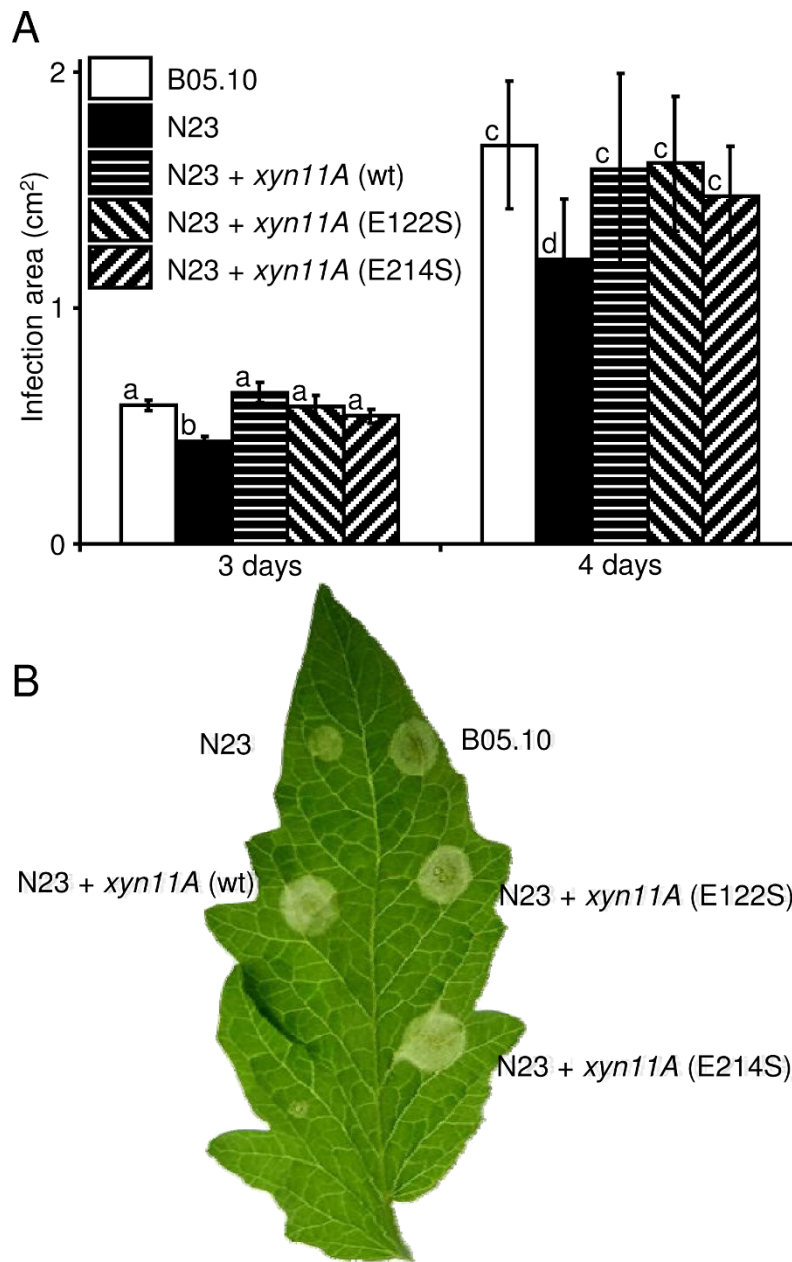 A
2
1
0
Infection area (cm²)
B05.10
N23
N23 + xyn11A (wt)
N23 + xyn11A (E122S)
N23 + xyn11A (E214S)
a
b
a
a
a
c
d
c
c
c
3 days
4 days
B
N23
B05.10
N23 + xyn11A (wt)
N23 + xyn11A (E122S)
N23 + xyn11A (E214S)